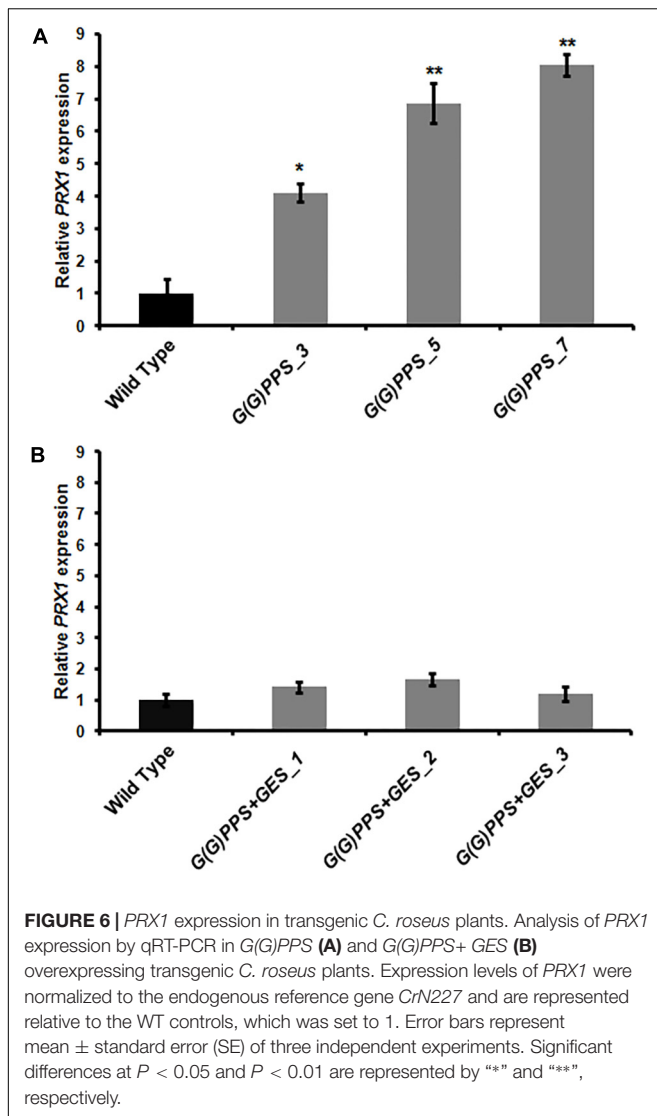 A
Relative PRX1 expression
9
8
7
6
5
4
3
2
1
0
*
**
**
Wild Type
G(G)PPS_3
G(G)PPS_5
G(G)PPS_7
B
Relative PRX1 expression
9
8
7
6
5
4
3
2
1
0
Wild Type
G(G)PPS+GES_1
G(G)PPS+GES_2
G(G)PPS+GES_3
FIGURE 6 | PRX1 expression in transgenic C. roseus plants. Analysis of PRX1
expression by qRT-PCR in G(G)PPS (A) and G(G)PPS+ GES (B)
overexpressing transgenic C. roseus plants. Expression levels of PRX1 were
normalized to the endogenous reference gene CrN227 and are represented
relative to the WT controls, which was set to 1. Error bars represent
mean ± standard error (SE) of three independent experiments. Significant
differences at P < 0.05 and P < 0.01 are represented by “*” and “**”,
respectively.